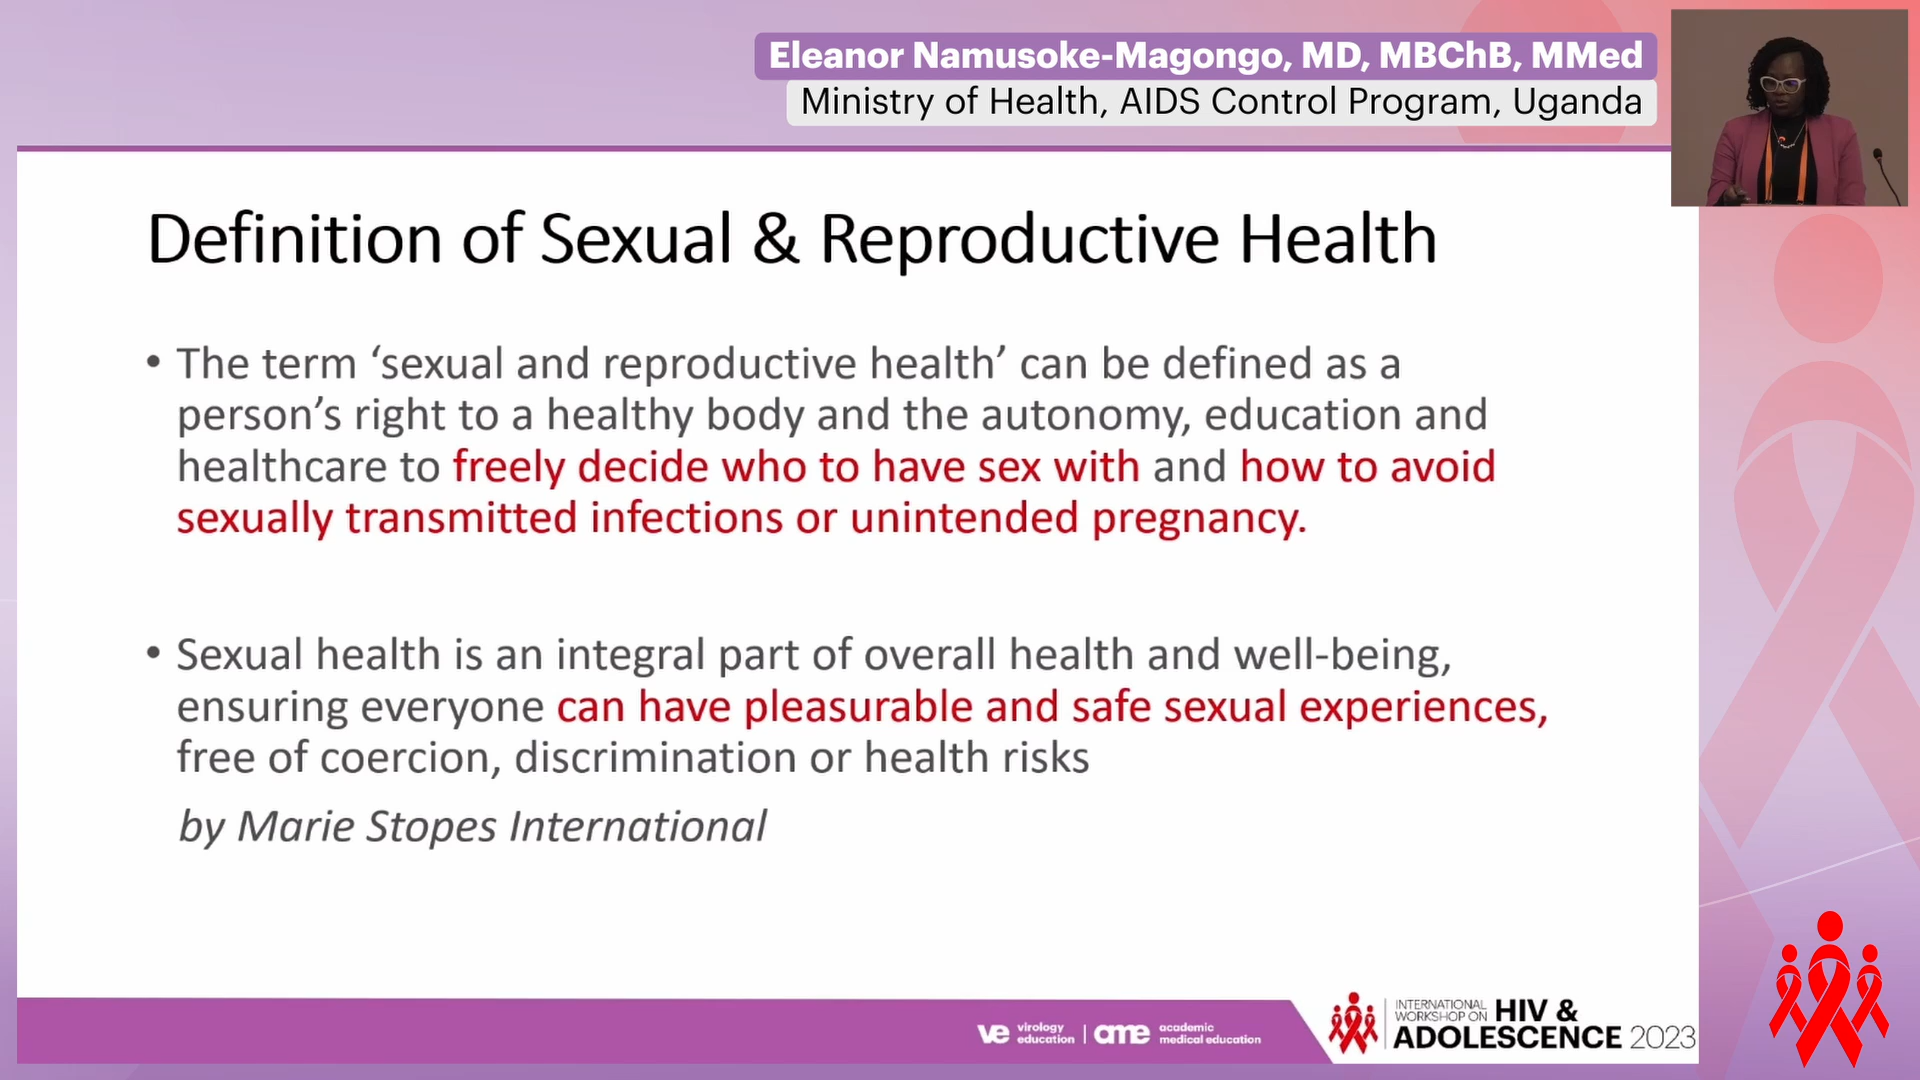 Eleanor Namusoke-Magongo, MD, MBChB, MMed
Ministry of Health, AIDS Control Program, Uganda
Definition of Sexual & Reproductive Health
• The term ‘sexual and reproductive health’ can be defined as a
person’s right to a healthy body and the autonomy, education and
healthcare to freely decide who to have sex with and how to avoid
sexually transmitted infections or unintended pregnancy.
• Sexual health is an integral part of overall health and well-being,
ensuring everyone can have pleasurable and safe sexual experiences,
free of coercion, discrimination or health risks
by Marie Stopes International
ve virology
education | ame academic
medical education
INTERNATIONAL
WORKSHOP ON HIV &
ADOLESCENCE 2023